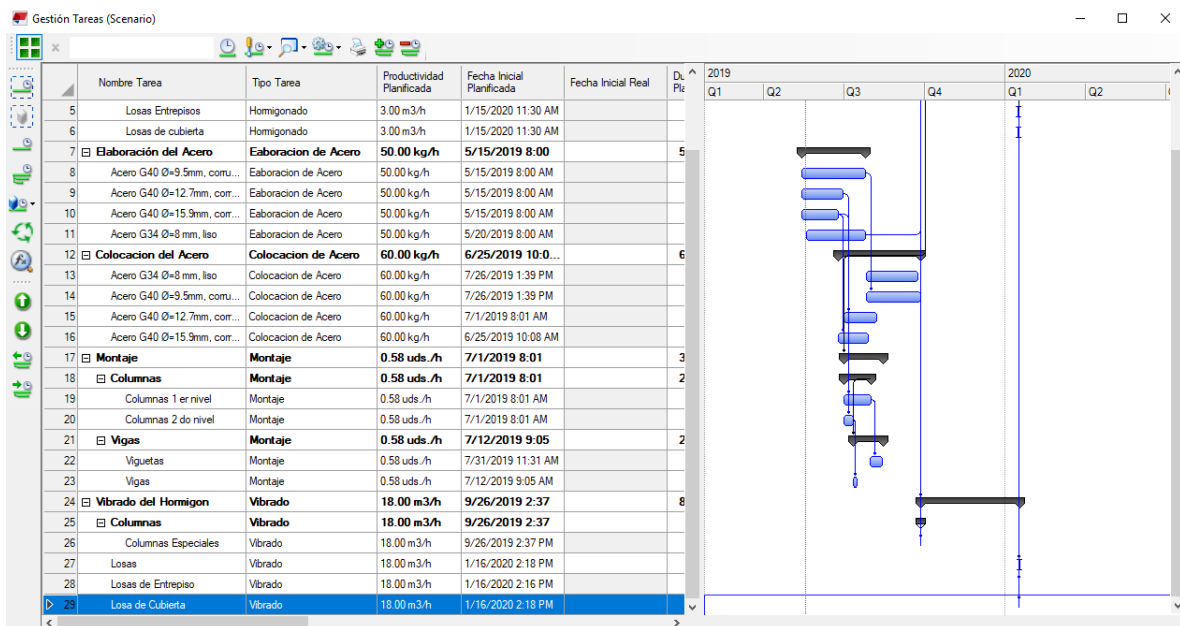 Gestión Tareas (Scenario)
Nombre Tarea Tipo Tarea Productividad Planificada Fecha Inicial Planificada Fecha Inicial Real 2019 2020
Q1 Q2 Q3 Q4 Q1 Q2
5 Losas Entrepisos Hormigonado 3.00 m3/h 1/15/2020 11:30 AM
6 Losas de cubierta Hormigonado 3.00 m3/h 1/15/2020 11:30 AM
7 Elaboración del Acero Eaboracion de Acero 50.00 kg/h 5/15/2019 8:00 5
8 Acero G40 Ø=9.5mm, corru... Eaboracion de Acero 50.00 kg/h 5/15/2019 8:00 AM
9 Acero G40 Ø=12.7mm, corr... Eaboracion de Acero 50.00 kg/h 5/15/2019 8:00 AM
10 Acero G40 Ø=15.9mm, corr... Eaboracion de Acero 50.00 kg/h 5/15/2019 8:00 AM
11 Acero G34 Ø=8 mm, liso Eaboracion de Acero 50.00 kg/h 5/20/2019 8:00 AM
12 Colocacion del Acero Colocacion de Acero 60.00 kg/h 6/25/2019 10:0... 6
13 Acero G34 Ø=8 mm, liso Colocacion de Acero 60.00 kg/h 7/26/2019 1:39 PM
14 Acero G40 Ø=9.5mm, corru... Colocacion de Acero 60.00 kg/h 7/26/2019 1:39 PM
15 Acero G40 Ø=12.7mm, corr... Colocacion de Acero 60.00 kg/h 7/1/2019 8:01 AM
16 Acero G40 Ø=15.9mm, corr... Colocacion de Acero 60.00 kg/h 6/25/2019 10:08 AM
17 Montaje Montaje 0.58 uds./h 7/1/2019 8:01 3
18 Columnas Montaje 0.58 uds./h 7/1/2019 8:01 2
19 Columnas 1 er nivel Montaje 0.58 uds./h 7/1/2019 8:01 AM
20 Columnas 2 do nivel Montaje 0.58 uds./h 7/1/2019 8:01 AM
21 Vigas Montaje 0.58 uds./h 7/12/2019 9:05 2
22 Viguetas Montaje 0.58 uds./h 7/31/2019 11:31 AM
23 Vigas Montaje 0.58 uds./h 7/12/2019 9:05 AM
24 Vibrado del Hormigon Vibrado 18.00 m3/h 9/26/2019 2:37 8
25 Columnas Vibrado 18.00 m3/h 9/26/2019 2:37
26 Columnas Especiales Vibrado 18.00 m3/h 9/26/2019 2:37 PM
27 Losas Vibrado 18.00 m3/h 1/16/2020 2:18 PM
28 Losas de Entrepiso Vibrado 18.00 m3/h 1/16/2020 2:16 PM
29 Losa de Cubierta Vibrado 18.00 m3/h 1/16/2020 2:18 PM